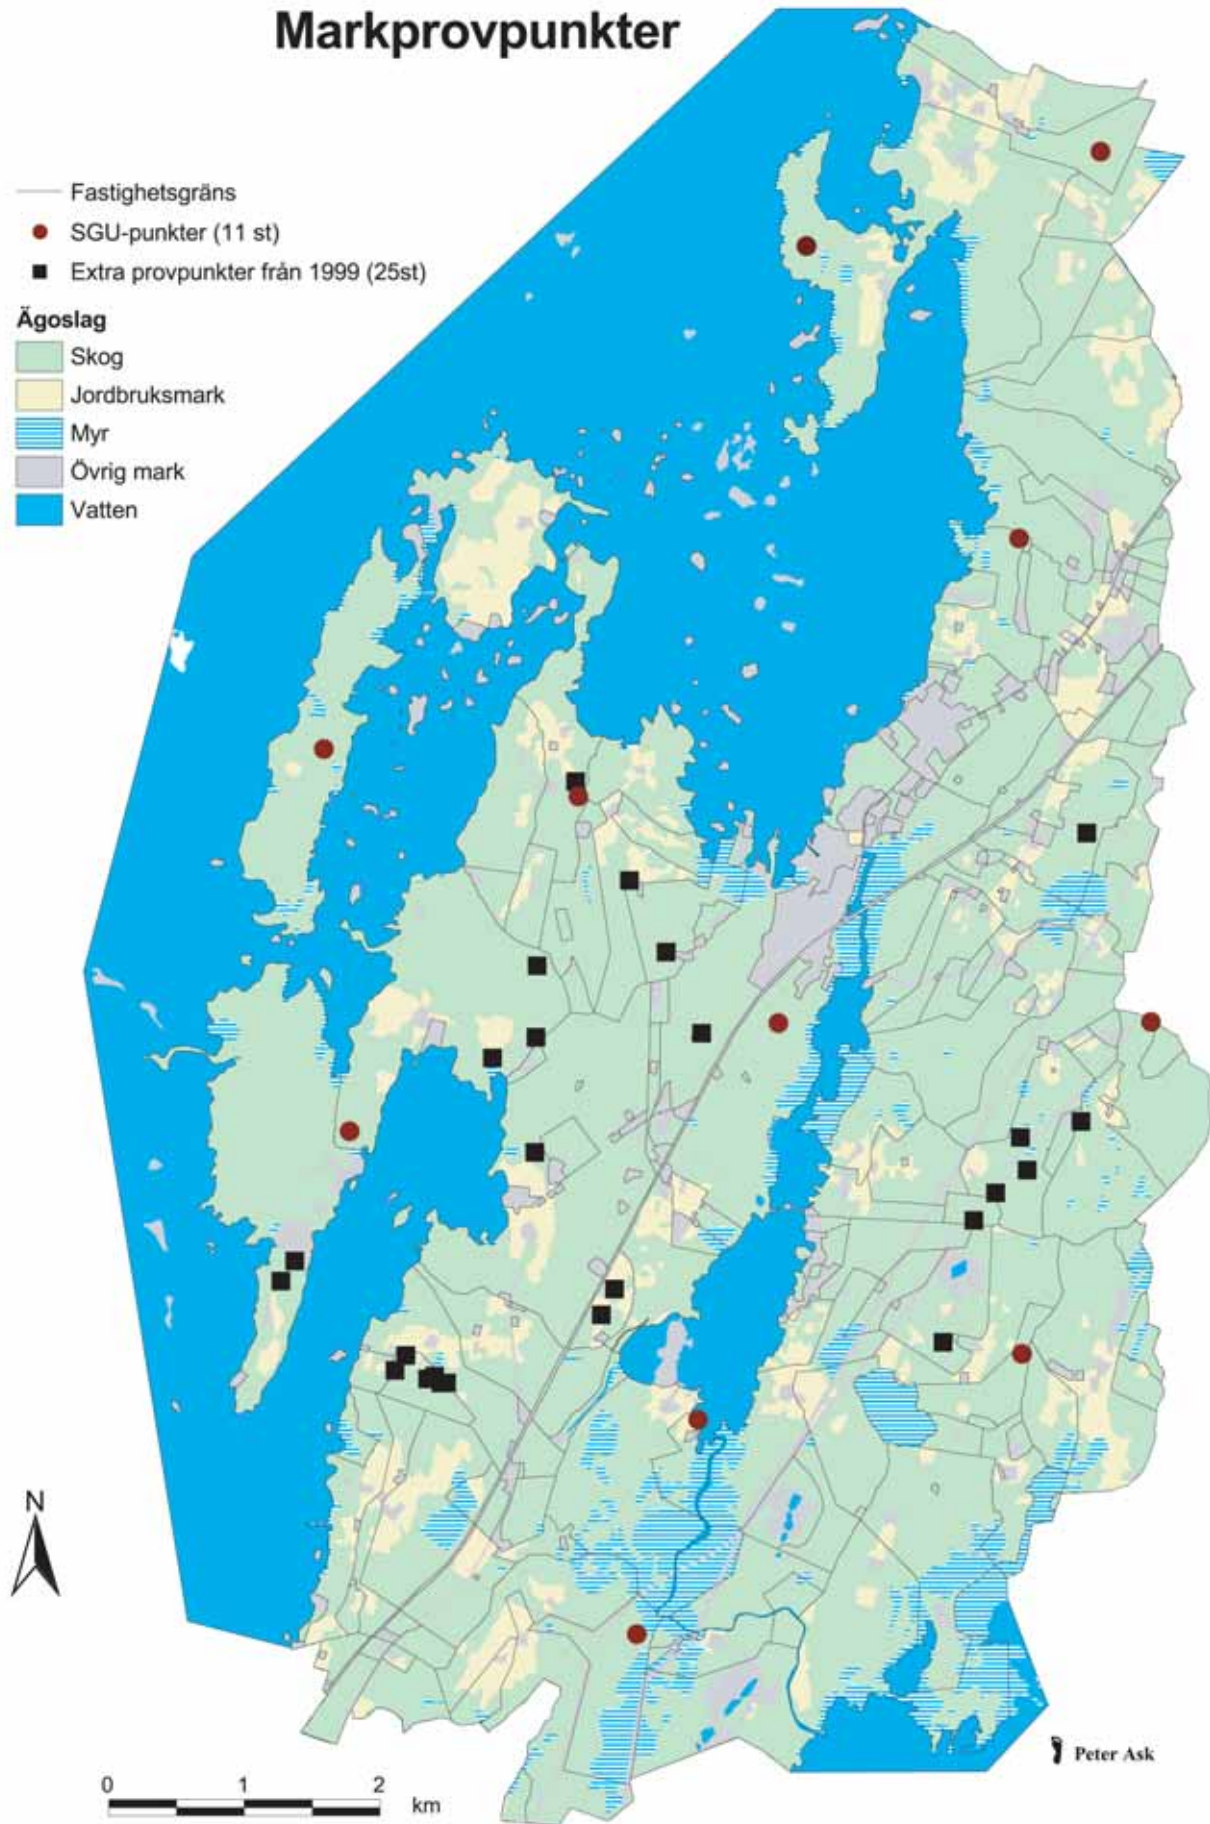 Markprovpunkter
Fastighetsgräns
SGU-punkter (11 st)
Extra provpunkter från 1999 (25st)
Ägoslag
Skog
Jordbruksmark
Myr
Övrig mark
Vatten
N
Peter Ask
0 1 2
km